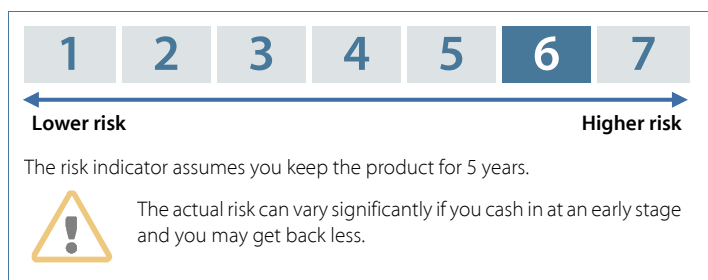 1 2 3 4 5 6 7
Lower risk Higher risk
The risk indicator assumes you keep the product for 5 years.
The actual risk can vary significantly if you cash in at an early stage
and you may get back less.